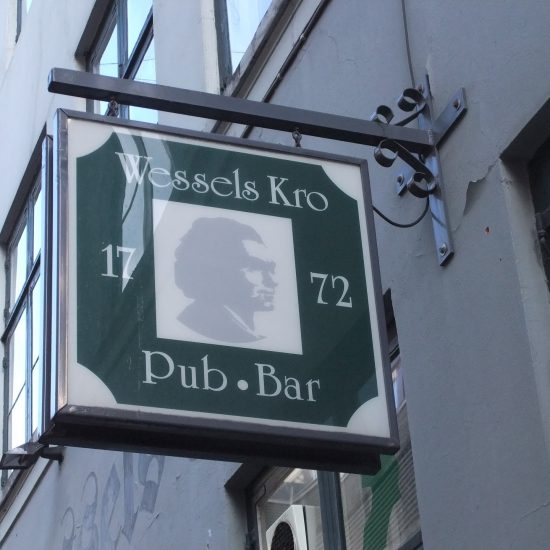 Wessels Kro
17 72
Pub • Bar